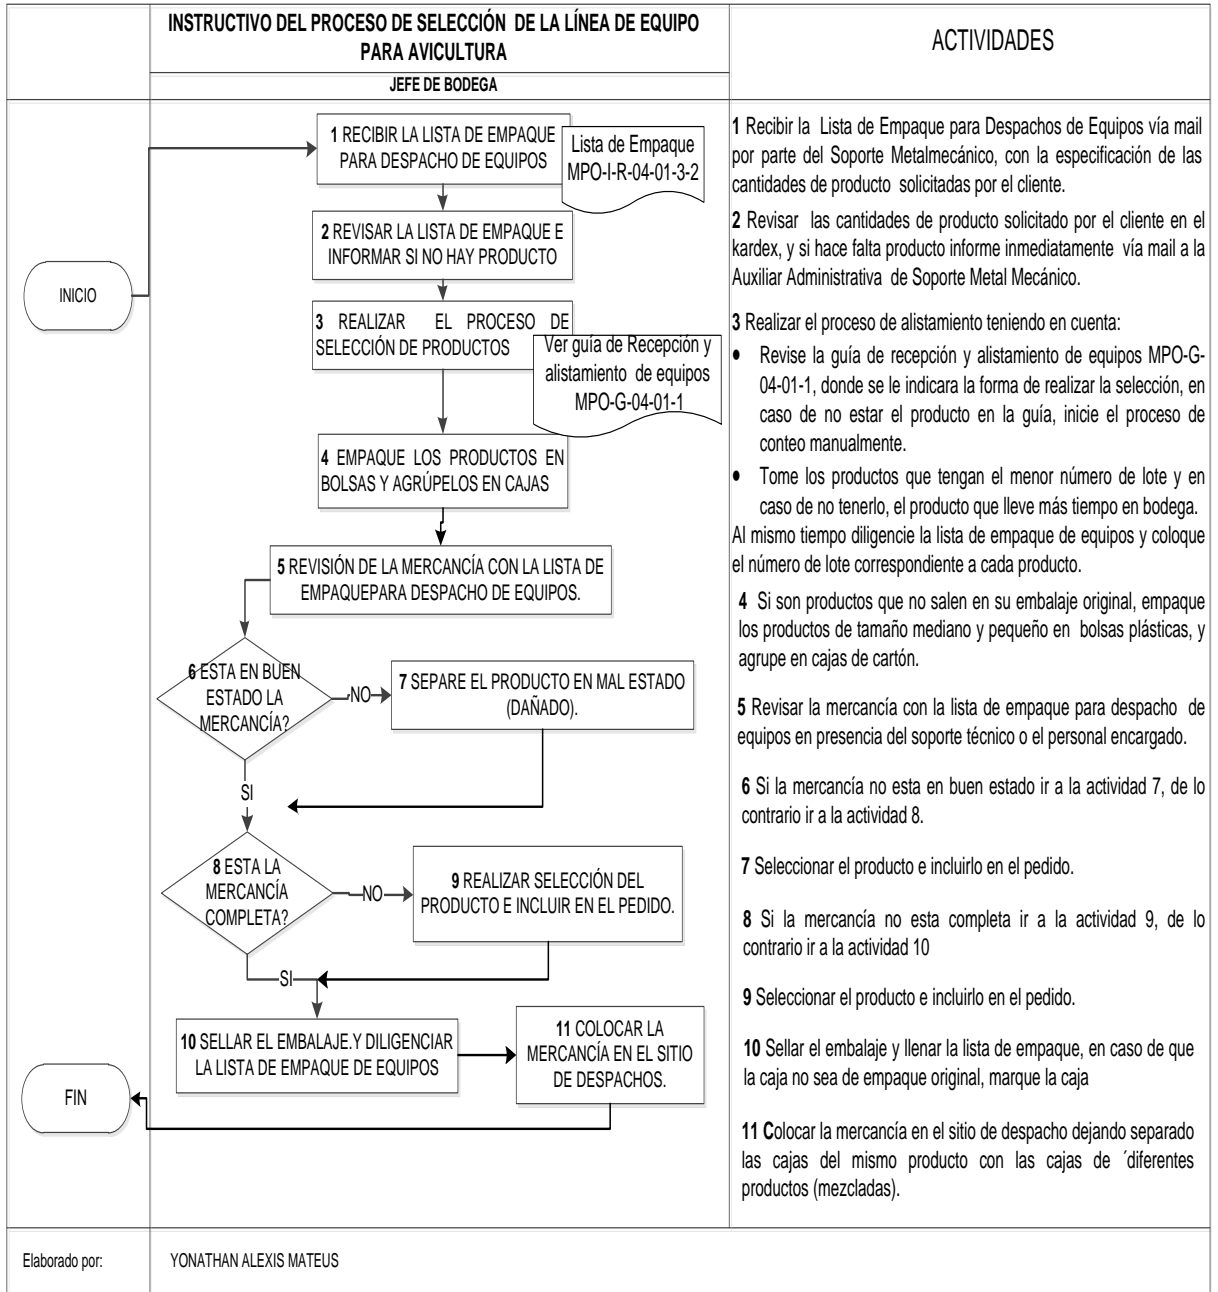 INSTRUCTIVO DEL PROCESO DE SELECCIÓN DE LA LÍNEA DE EQUIPO
PARA AVICULTURA
JEFE DE BODEGA
ACTIVIDADES
INICIO
1 RECIBIR LA LISTA DE EMPAQUE
PARA DESPACHO DE EQUIPOS
Lista de Empaque
MPO-I-R-04-01-3-2
2 REVISAR LA LISTA DE EMPAQUE E
INFORMAR SI NO HAY PRODUCTO
3 REALIZAR EL PROCESO DE
SELECCIÓN DE PRODUCTOS
Ver guía de Recepción y
alistamiento de equipos
MPO-G-04-01-1
4 EMPAQUE LOS PRODUCTOS EN
BOLSAS Y AGRÚPELOS EN CAJAS
5 REVISIÓN DE LA MERCANCÍA CON LA LISTA DE
EMPAQUEPARA DESPACHO DE EQUIPOS.
6 ESTA EN BUEN
ESTADO LA
MERCANCÍA?
NO
7 SEPARE EL PRODUCTO EN MAL ESTADO
(DAÑADO).
SI
8 ESTA LA
MERCANCÍA
COMPLETA?
NO
9 REALIZAR SELECCIÓN DEL
PRODUCTO E INCLUIR EN EL PEDIDO.
SI
10 SELLAR EL EMBALAJE.Y DILIGENCIAR
LA LISTA DE EMPAQUE DE EQUIPOS
11 COLOCAR LA
MERCANCÍA EN EL SITIO
DE DESPACHOS.
FIN
1 Recibir la Lista de Empaque para Despachos de Equipos vía mail
por parte del Soporte Metalmecánico, con la especificación de las
cantidades de producto solicitadas por el cliente.
2 Revisar las cantidades de producto solicitado por el cliente en el
kardex, y si hace falta producto informe inmediatamente vía mail a la
Auxiliar Administrativa de Soporte Metal Mecánico.
3 Realizar el proceso de alistamiento teniendo en cuenta:
• Revise la guía de recepción y alistamiento de equipos MPO-G-
04-01-1, donde se le indicara la forma de realizar la selección, en
caso de no estar el producto en la guía, inicie el proceso de
conteo manualmente.
• Tome los productos que tengan el menor número de lote y en
caso de no tenerlo, el producto que lleve más tiempo en bodega.
Al mismo tiempo diligencie la lista de empaque de equipos y coloque
el número de lote correspondiente a cada producto.
4 Si son productos que no salen en su embalaje original, empaque
los productos de tamaño mediano y pequeño en bolsas plásticas, y
agrupe en cajas de cartón.
5 Revisar la mercancía con la lista de empaque para despacho de
equipos en presencia del soporte técnico o el personal encargado.
6 Si la mercancía no esta en buen estado ir a la actividad 7, de lo
contrario ir a la actividad 8.
7 Seleccionar el producto e incluirlo en el pedido.
8 Si la mercancía no esta completa ir a la actividad 9, de lo
contrario ir a la actividad 10
9 Seleccionar el producto e incluirlo en el pedido.
10 Sellar el embalaje y llenar la lista de empaque, en caso de que
la caja no sea de empaque original, marque la caja
11 Colocar la mercancía en el sitio de despacho dejando separado
las cajas del mismo producto con las cajas de ´diferentes
productos (mezcladas).
Elaborado por:
YONATHAN ALEXIS MATEUS